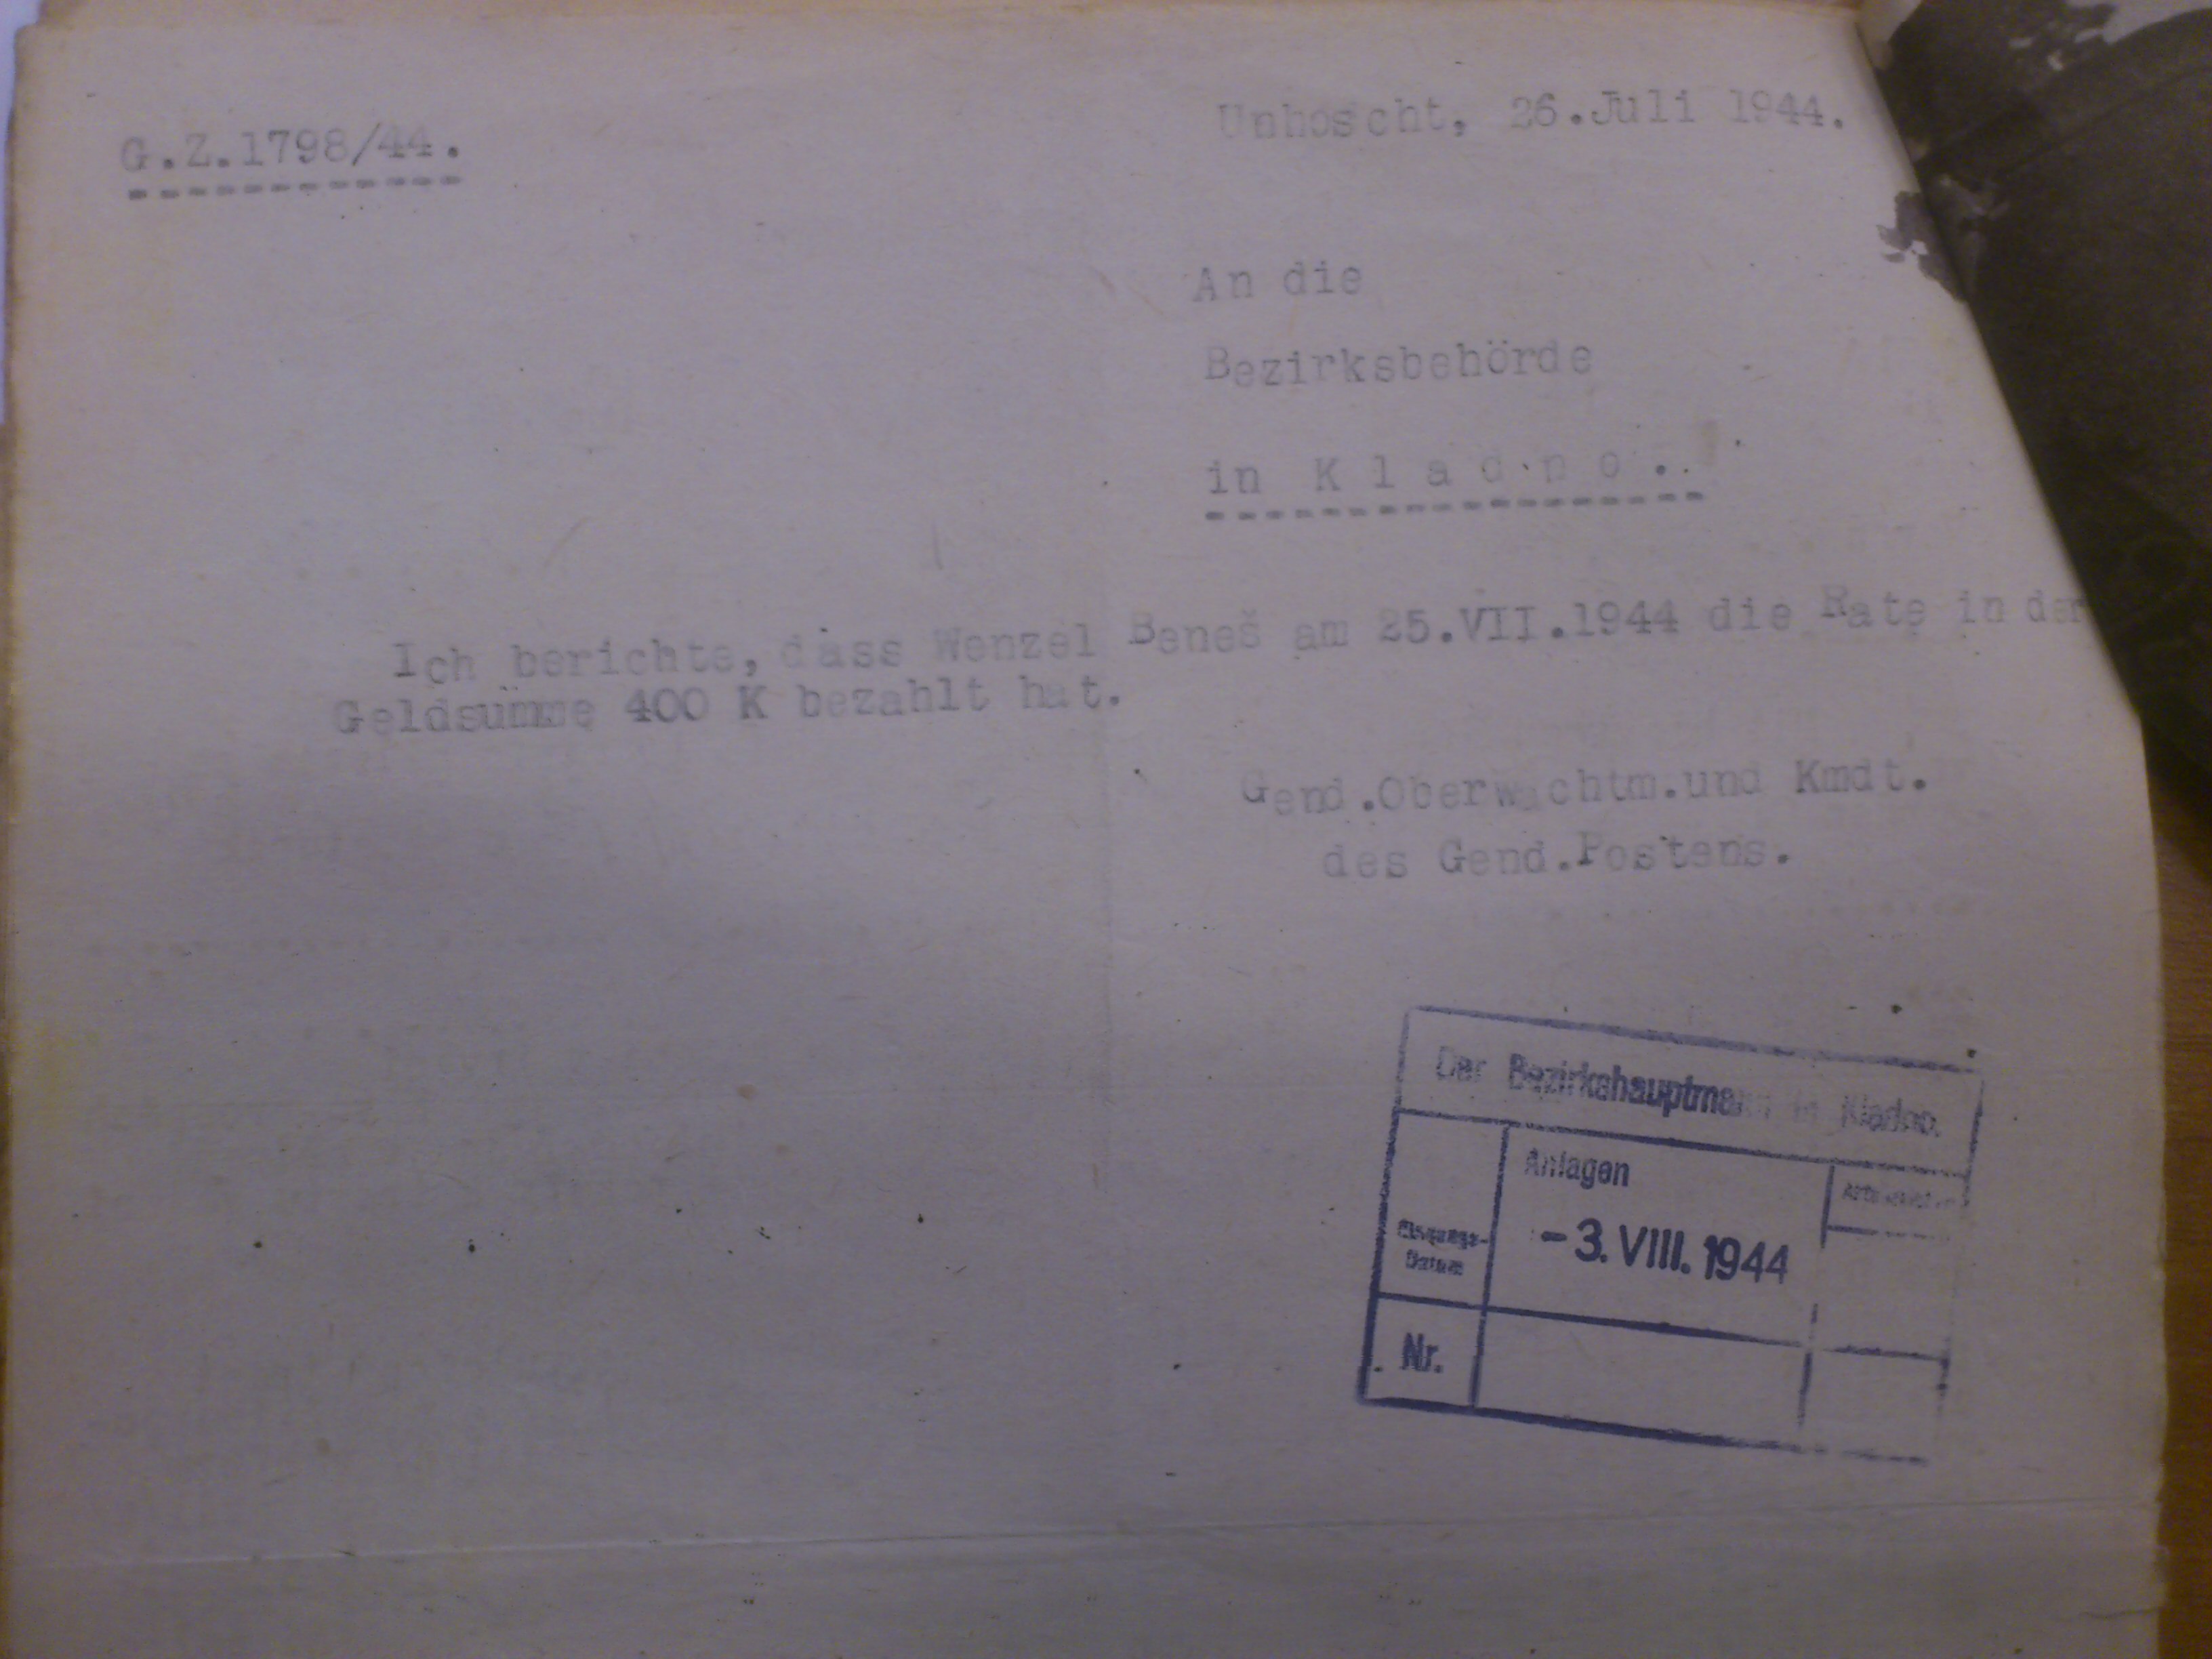 G.Z.1798/44.
Unhoscht, 26.Juli 1944.
An die
Bezirksbehörde
in K l a d n o .
Ich berichte, dass Wenzel Beneš am 25.VII.1944 die Rate in der
Geldsumme 400 K bezahlt hat.
Gend.Oberwachtm.und Kmdt.
des Gend.Postens.
Der Bezirkshauptmann in Kladno.
Anlagen
Eingangs-
Datum
-3. VIII. 1944
Nr.